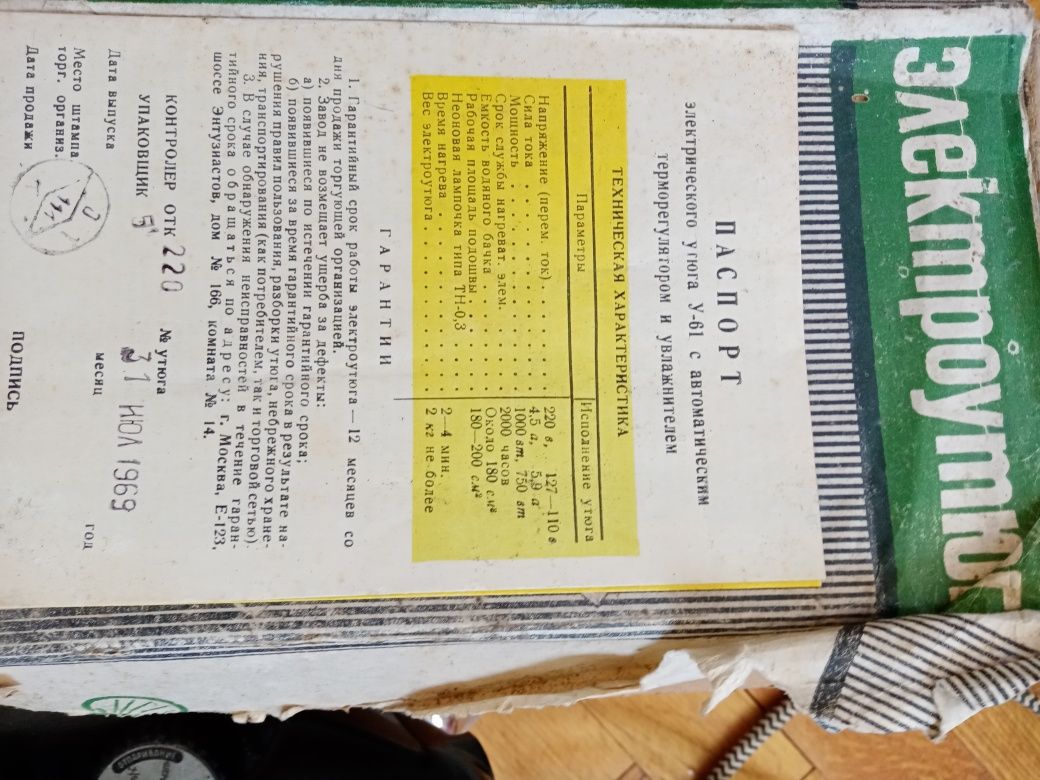 электроутюг
ПАСПОРТ
электрического утюга У-61 с автоматическим
терморегулятором и увлажнителем
ТЕХНИЧЕСКАЯ ХАРАКТЕРИСТИКА
Параметры Исполнение утюга
Напряжение (перем. ток) . . . . 220 в, 127—110 в
Сила тока . . . . . . . . 4,5 а, 5,9 а
Мощность . . . . . . . . 1000 вт, 750 вт
Срок службы нагреват. элем. . . . 2000 часов
Емкость водяного бачка . . . . . Около 180 см³
Рабочая площадь подошвы . . . . 180—200 см²
Неоновая лампочка типа ТН-0,3 . . .
Время нагрева . . . . . . . . 2—4 мин.
Вес электроутюга . . . . . . . 2 кг не более
ГАРАНТИИ
1. Гарантийный срок работы электроутюга — 12 месяцев со
дня продажи торгующей организацией.
2. Завод не возмещает ущерба за дефекты:
а) появившиеся по истечении гарантийного срока;
б) появившиеся за время гарантийного срока в результате на-
рушения правил пользования, разборки утюга, небрежного хране-
ния, транспортирования (как потребителем, так и торговой сетью).
3. В случае обнаружения неисправностей в течение гаран-
тийного срока обращаться по адресу: г. Москва, Е-123,
шоссе Энтузиастов, дом № 166, комната № 14.
КОНТРОЛЕР ОТК 220 № утюга
УПАКОВЩИК 5 31 ИЮЛ 1969
Дата выпуска месяц год
Место штампа
торг. организ.
Дата продажи ПОДПИСЬ
отпаривание